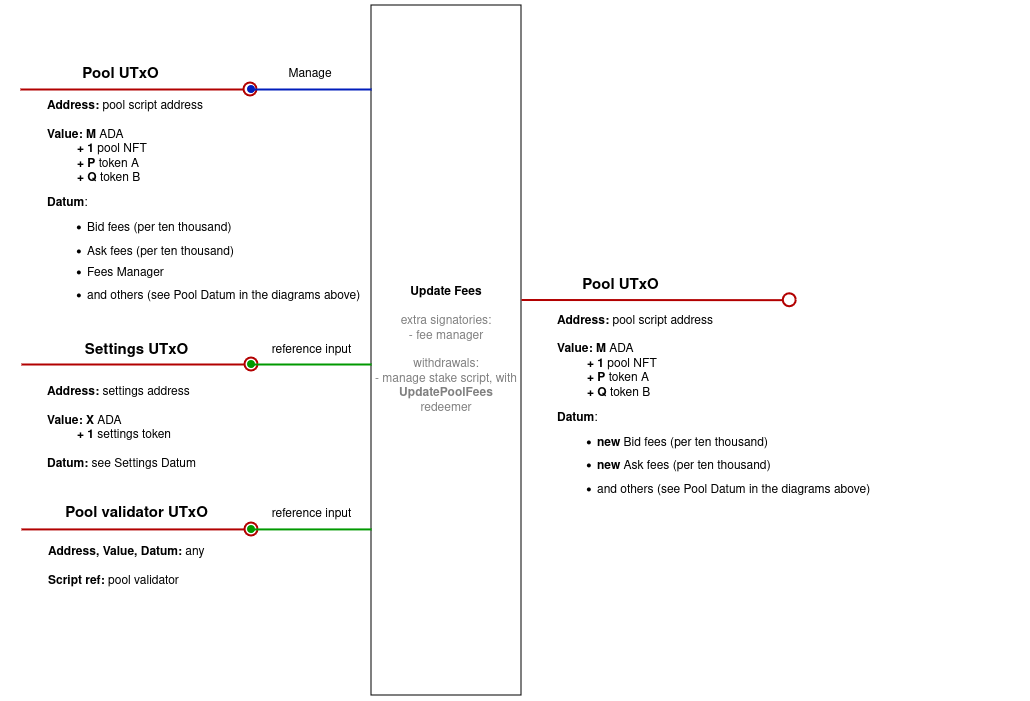 Pool UTxO
Manage
Address: pool script address
Value: M ADA
+ 1 pool NFT
+ P token A
+ Q token B
Datum:
• Bid fees (per ten thousand)
• Ask fees (per ten thousand)
• Fees Manager
• and others (see Pool Datum in the diagrams above)
Settings UTxO
reference input
Address: settings address
Value: X ADA
+ 1 settings token
Datum: see Settings Datum
Pool validator UTxO
reference input
Address, Value, Datum: any
Script ref: pool validator
Update Fees
extra signatories:
- fee manager
withdrawals:
- manage stake script, with
UpdatePoolFees
redeemer
Pool UTxO
Address: pool script address
Value: M ADA
+ 1 pool NFT
+ P token A
+ Q token B
Datum:
• new Bid fees (per ten thousand)
• new Ask fees (per ten thousand)
• and others (see Pool Datum in the diagrams above)